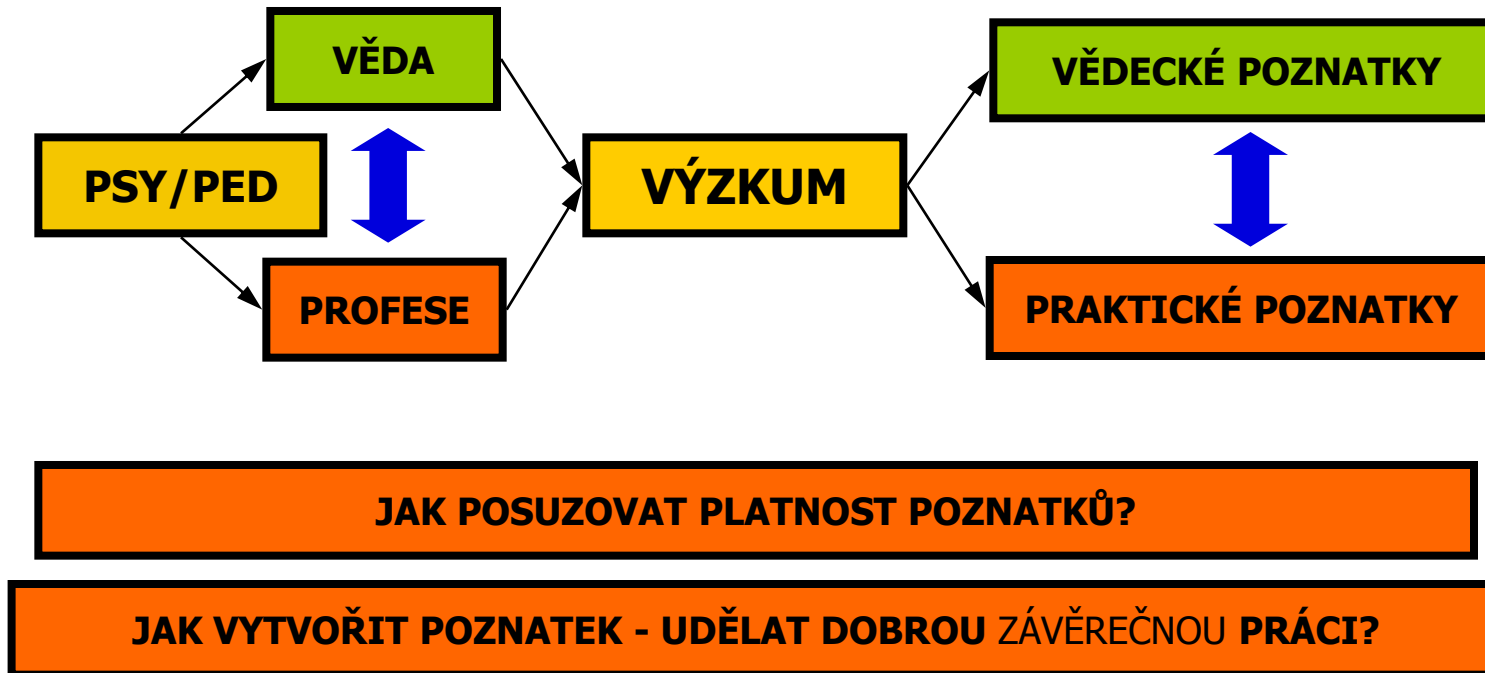 VĚDA
VĚDECKÉ POZNATKY
PSY/PED
VÝZKUM
PROFESE
PRAKTICKÉ POZNATKY
JAK POSUZOVAT PLATNOST POZNATKŮ?
JAK VYTVOŘIT POZNATEK - UDĚLAT DOBROU ZÁVĚREČNOU PRÁCI?